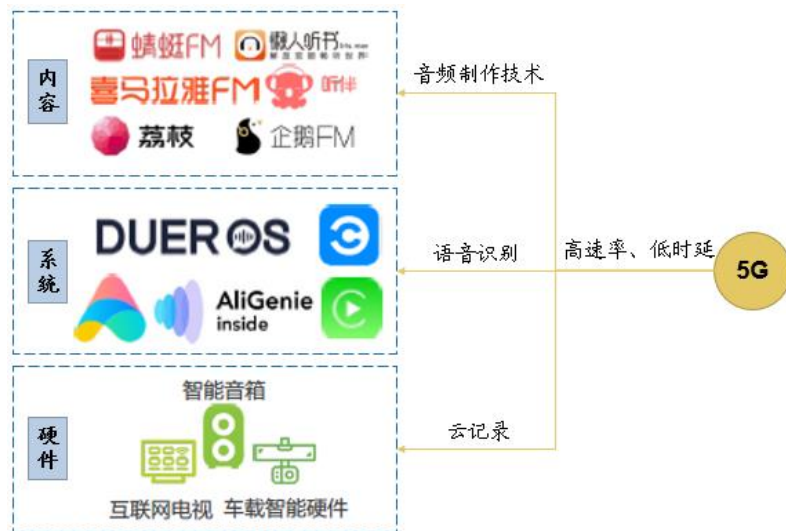 内容
蜻蜓FM
懒人听书
喜马拉雅FM
听伴
荔枝
企鹅FM
音频制作技术
系统
DUEROS
AliGenie
inside
语音识别
高速率、低时延
5G
硬件
智能音箱
互联网电视
车载智能硬件
云记录